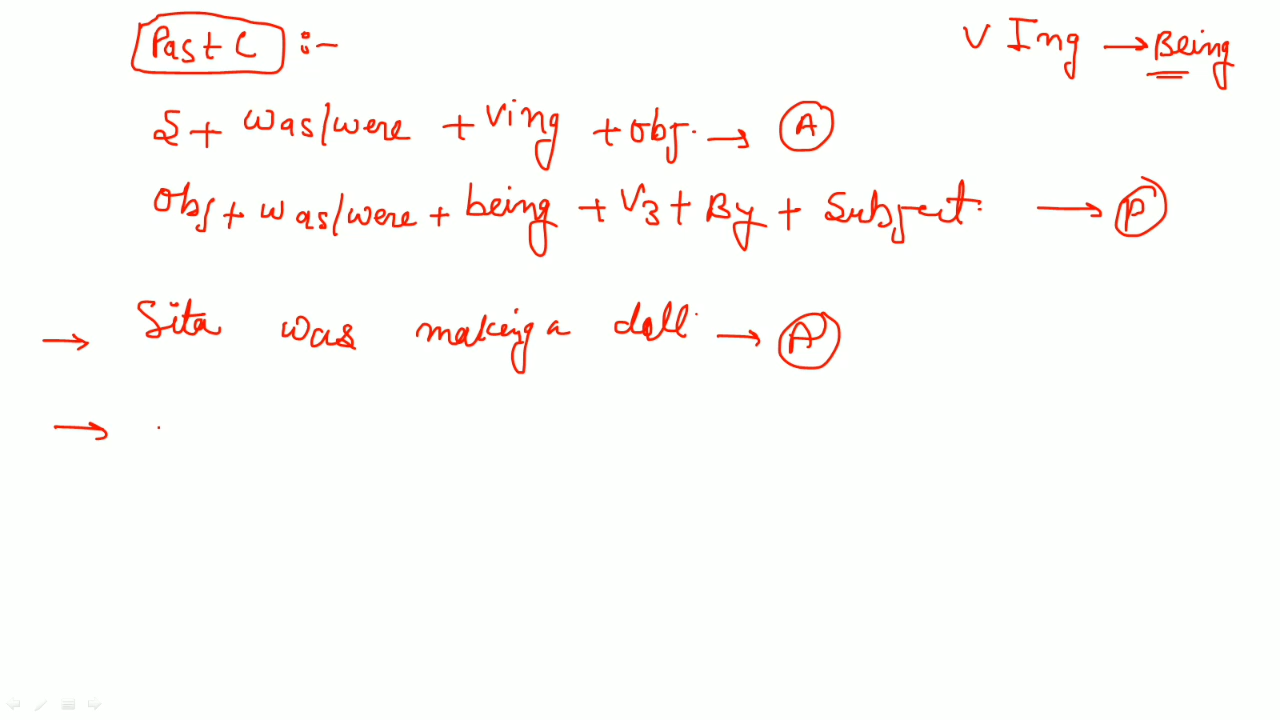 Past C :-
V Ing → Being
S + was/were + Ving + obj. → A
Obj + was/were + being + V3 + By + Subject. → P
→ Sita was making a doll. → A
→